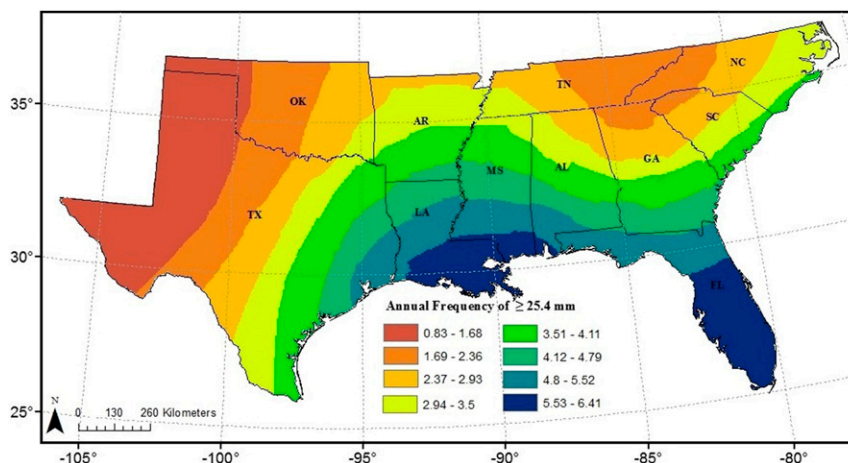 35°
30°
25°
OK
TN
NC
AR
SC
MS
AL
GA
TX
LA
FL
Annual Frequency of ≥ 25.4 mm
0.83 - 1.68
3.51 - 4.11
1.69 - 2.36
4.12 - 4.79
2.37 - 2.93
4.8 - 5.52
2.94 - 3.5
5.53 - 6.41
N
0 130 260 Kilometers
-105° -100° -95° -90° -85° -80°